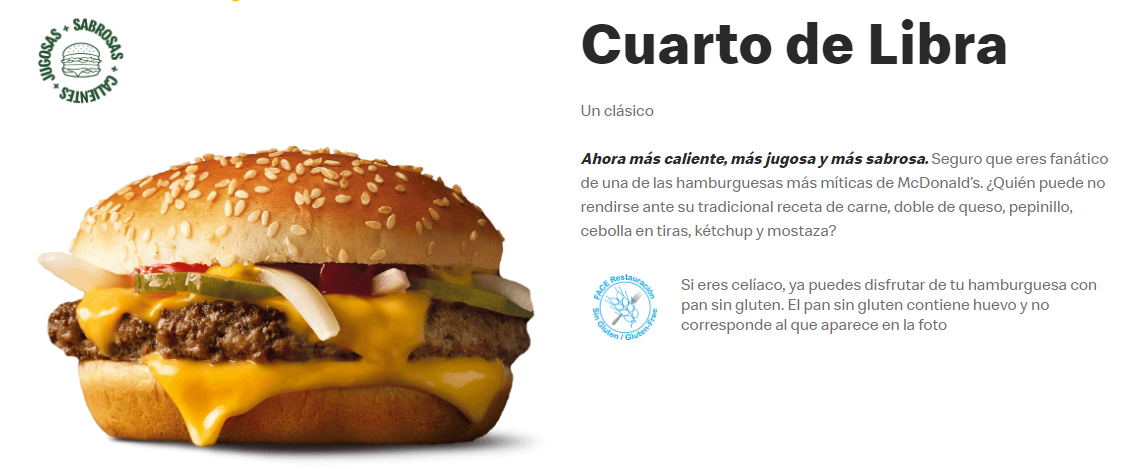 JUGOSAS + SABROSAS + CALIENTES +
Cuarto de Libra
Un clásico
Ahora más caliente, más jugosa y más sabrosa. Seguro que eres fanático
de una de las hamburguesas más míticas de McDonald's. ¿Quién puede no
rendirse ante su tradicional receta de carne, doble de queso, pepinillo,
cebolla en tiras, kétchup y mostaza?
FACE Restauración
Sin Gluten / Gluten-Free
Si eres celíaco, ya puedes disfrutar de tu hamburguesa con
pan sin gluten. El pan sin gluten contiene huevo y no
corresponde al que aparece en la foto